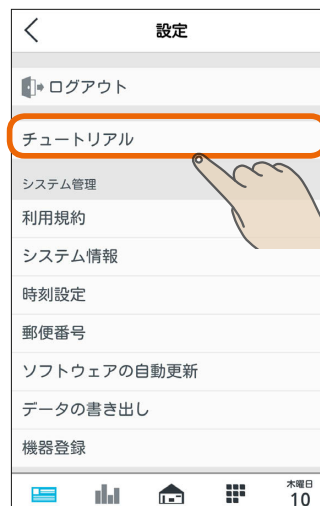 設定
ログアウト
チュートリアル
システム管理
利用規約
システム情報
時刻設定
郵便番号
ソフトウェアの自動更新
データの書き出し
機器登録
木曜日
10